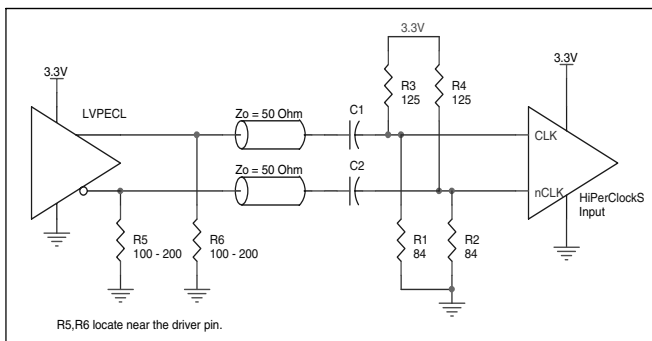 3.3V
3.3V
3.3V
R3
125
R4
125
LVPECL
Zo = 50 Ohm
C1
CLK
Zo = 50 Ohm
C2
nCLK
HiPerClockS
Input
R5
100 - 200
R6
100 - 200
R1
84
R2
84
R5,R6 locate near the driver pin.